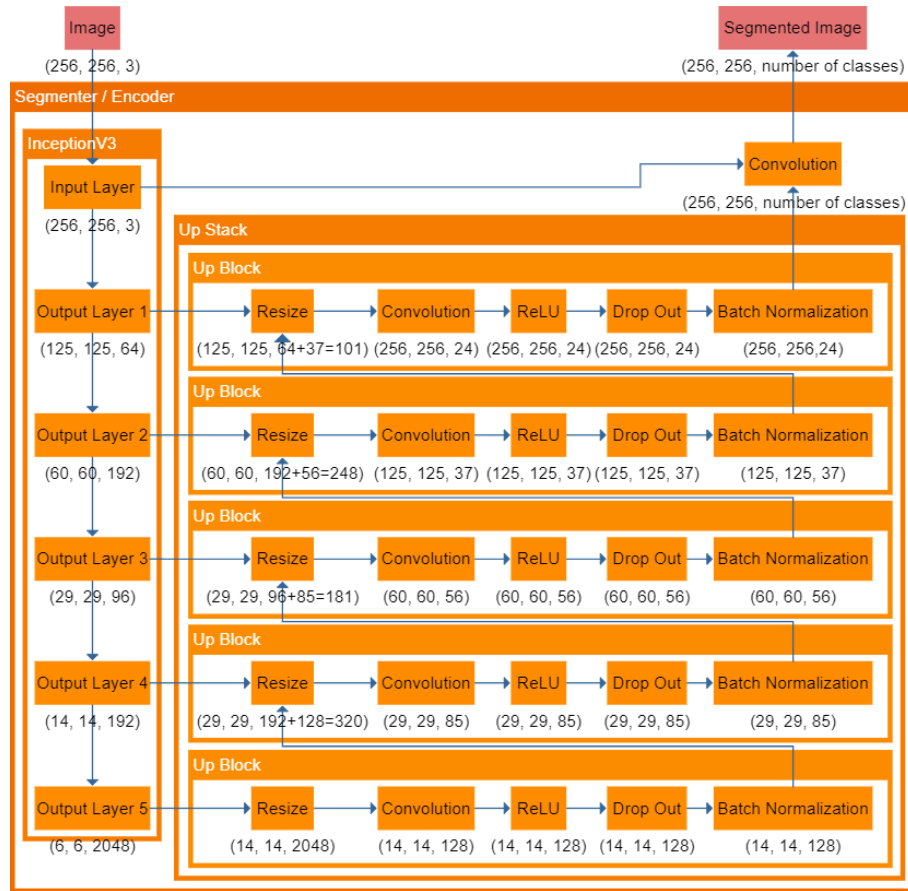 Image
Segmented Image
(256, 256, 3)
(256, 256, number of classes)
Segmenter / Encoder
InceptionV3
Input Layer
Convolution
(256, 256, 3)
(256, 256, number of classes)
Up Stack
Up Block
Output Layer 1
Resize
Convolution
ReLU
Drop Out
Batch Normalization
(125, 125, 64)
(125, 125, 64+37=101)
(256, 256, 24)
(256, 256, 24)
(256, 256, 24)
(256, 256,24)
Up Block
Output Layer 2
Resize
Convolution
ReLU
Drop Out
Batch Normalization
(60, 60, 192)
(60, 60, 192+56=248)
(125, 125, 37)
(125, 125, 37)
(125, 125, 37)
(125, 125, 37)
Up Block
Output Layer 3
Resize
Convolution
ReLU
Drop Out
Batch Normalization
(29, 29, 96)
(29, 29, 96+85=181)
(60, 60, 56)
(60, 60, 56)
(60, 60, 56)
(60, 60, 56)
Up Block
Output Layer 4
Resize
Convolution
ReLU
Drop Out
Batch Normalization
(14, 14, 192)
(29, 29, 192+128=320)
(29, 29, 85)
(29, 29, 85)
(29, 29, 85)
(29, 29, 85)
Up Block
Output Layer 5
Resize
Convolution
ReLU
Drop Out
Batch Normalization
(6, 6, 2048)
(14, 14, 2048)
(14, 14, 128)
(14, 14, 128)
(14, 14, 128)
(14, 14, 128)